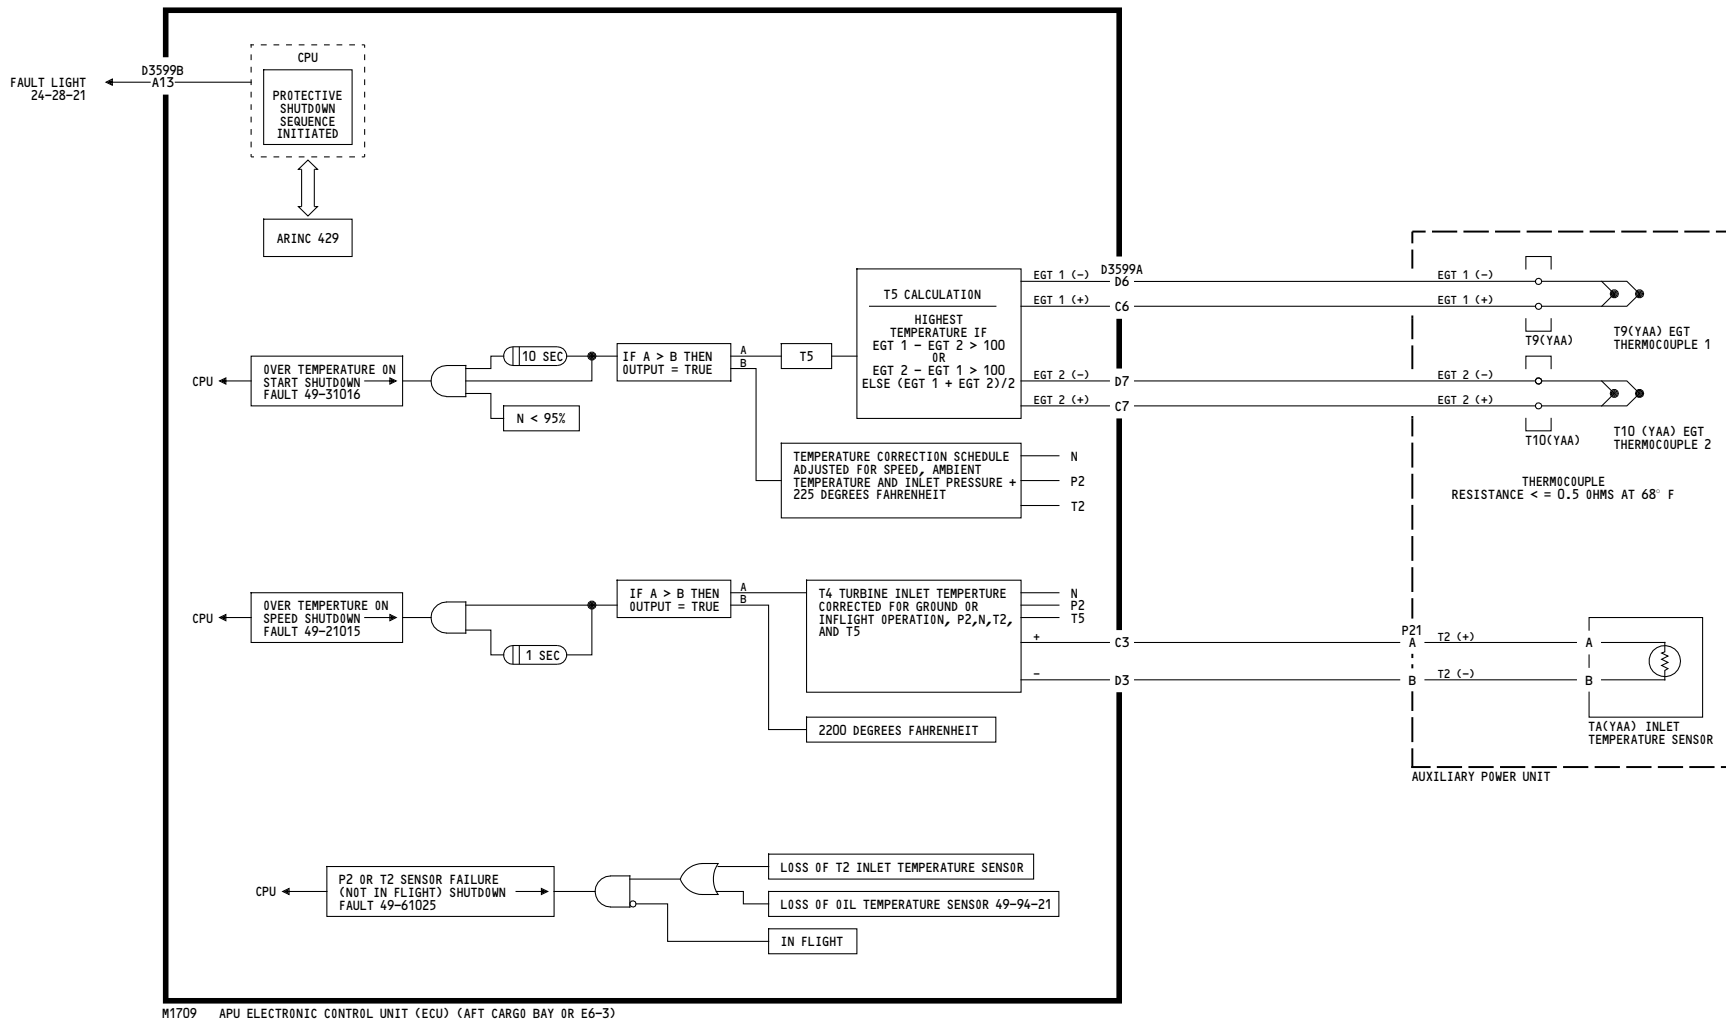 CPU
PROTECTIVE
SHUTDOWN
SEQUENCE
INITIATED
D3599B
A13
FAULT LIGHT
24-28-21
ARINC 429
T5 CALCULATION
HIGHEST
TEMPERATURE IF
EGT 1 - EGT 2 > 100
OR
EGT 2 - EGT 1 > 100
ELSE (EGT 1 + EGT 2)/2
EGT 1 (-)
D3599A
D6
EGT 1 (-)
EGT 1 (+)
C6
EGT 1 (+)
T9(YAA)
T9(YAA) EGT
THERMOCOUPLE 1
EGT 2 (-)
D7
EGT 2 (-)
EGT 2 (+)
C7
EGT 2 (+)
T10(YAA)
T10 (YAA) EGT
THERMOCOUPLE 2
THERMOCOUPLE
RESISTANCE < = 0.5 OHMS AT 68° F
CPU
OVER TEMPERATURE ON
START SHUTDOWN
FAULT 49-31016
10 SEC
N < 95%
IF A > B THEN
OUTPUT = TRUE
A
B
T5
TEMPERATURE CORRECTION SCHEDULE
ADJUSTED FOR SPEED, AMBIENT
TEMPERATURE AND INLET PRESSURE +
225 DEGREES FAHRENHEIT
N
P2
T2
CPU
OVER TEMPERTURE ON
SPEED SHUTDOWN
FAULT 49-21015
1 SEC
IF A > B THEN
OUTPUT = TRUE
A
B
T4 TURBINE INLET TEMPERTURE
CORRECTED FOR GROUND OR
INFLIGHT OPERATION, P2,N,T2,
AND T5
N
P2
T5
+
C3
P21
A
T2 (+)
A
-
D3
B
T2 (-)
B
TA(YAA) INLET
TEMPERATURE SENSOR
2200 DEGREES FAHRENHEIT
AUXILIARY POWER UNIT
CPU
P2 OR T2 SENSOR FAILURE
(NOT IN FLIGHT) SHUTDOWN
FAULT 49-61025
LOSS OF T2 INLET TEMPERATURE SENSOR
LOSS OF OIL TEMPERATURE SENSOR 49-94-21
IN FLIGHT
M1709 APU ELECTRONIC CONTROL UNIT (ECU) (AFT CARGO BAY OR E6-3)